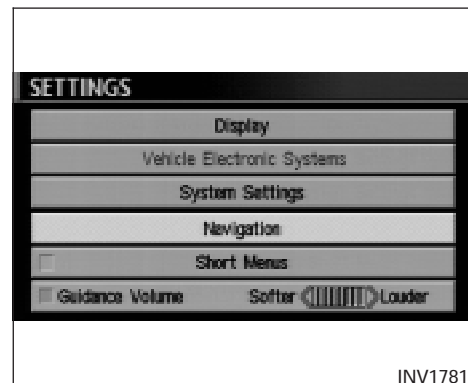 SETTINGS
Display
Vehicle Electronic Systems
System Settings
Navigation
Short Menus
Guidance Volume Softer Louder
INV1781